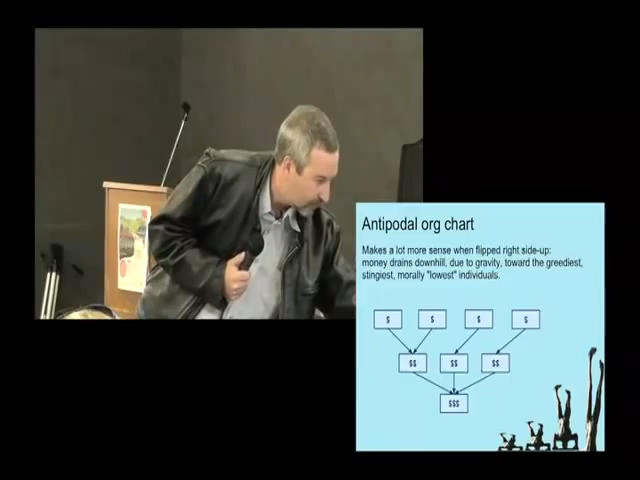 Antipodal org chart
Makes a lot more sense when flipped right side-up:
money drains downhill, due to gravity, toward the greediest,
stingiest, morally "lowest" individuals.
$ $ $ $
$$ $$ $$
$$$